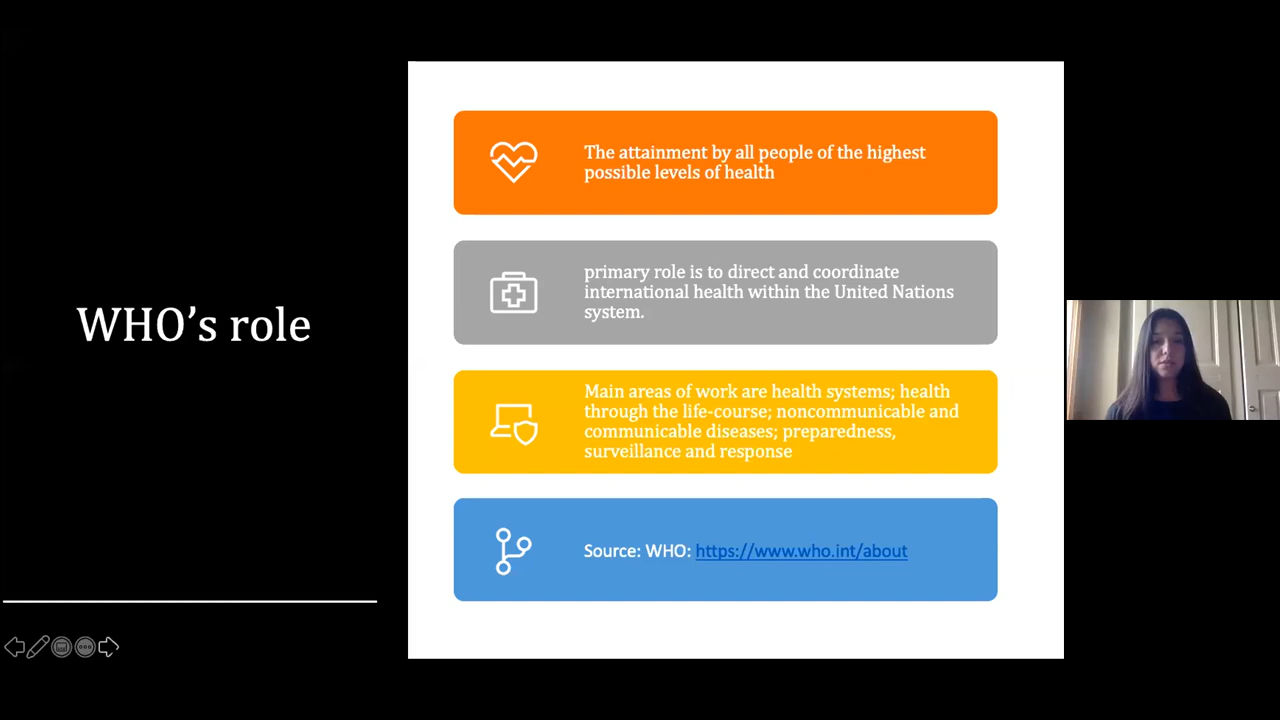 WHO’s role
The attainment by all people of the highest
possible levels of health
primary role is to direct and coordinate
international health within the United Nations
system.
Main areas of work are health systems; health
through the life-course; noncommunicable and
communicable diseases; preparedness,
surveillance and response
Source: WHO: https://www.who.int/about